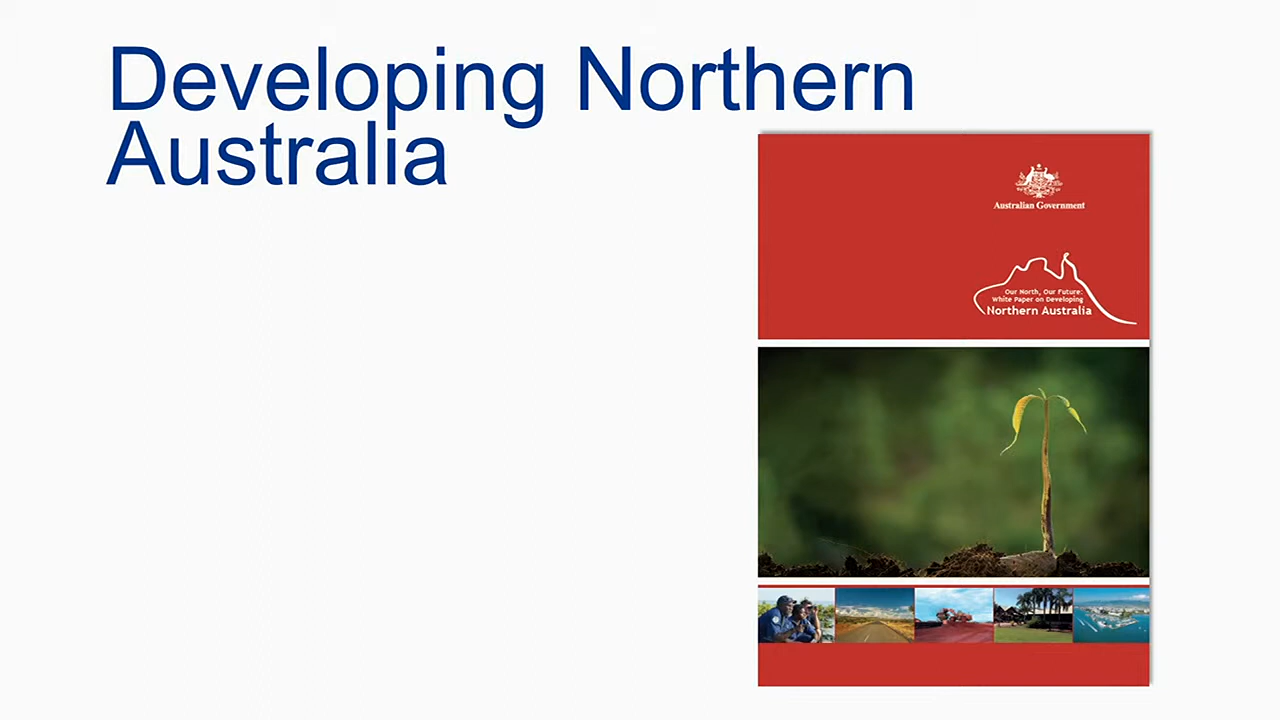 Developing Northern
Australia
Australian Government
Our North, Our Future:
White Paper on Developing
Northern Australia